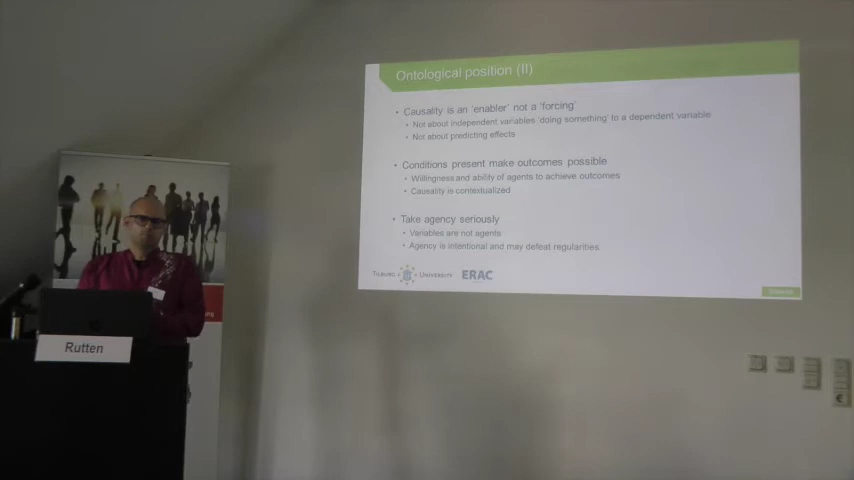 Ontological position (II)
• Causality is an 'enabler' not a 'forcing'
• Not about independent variables 'doing something' to a dependent variable
• Not about predicting effects
• Conditions present make outcomes possible
• Willingness and ability of agents to achieve outcomes
• Causality is contextualized
• Take agency seriously
• Variables are not agents
• Agency is intentional and may defeat regularities
TILBURG UNIVERSITY ERAC
Rutten